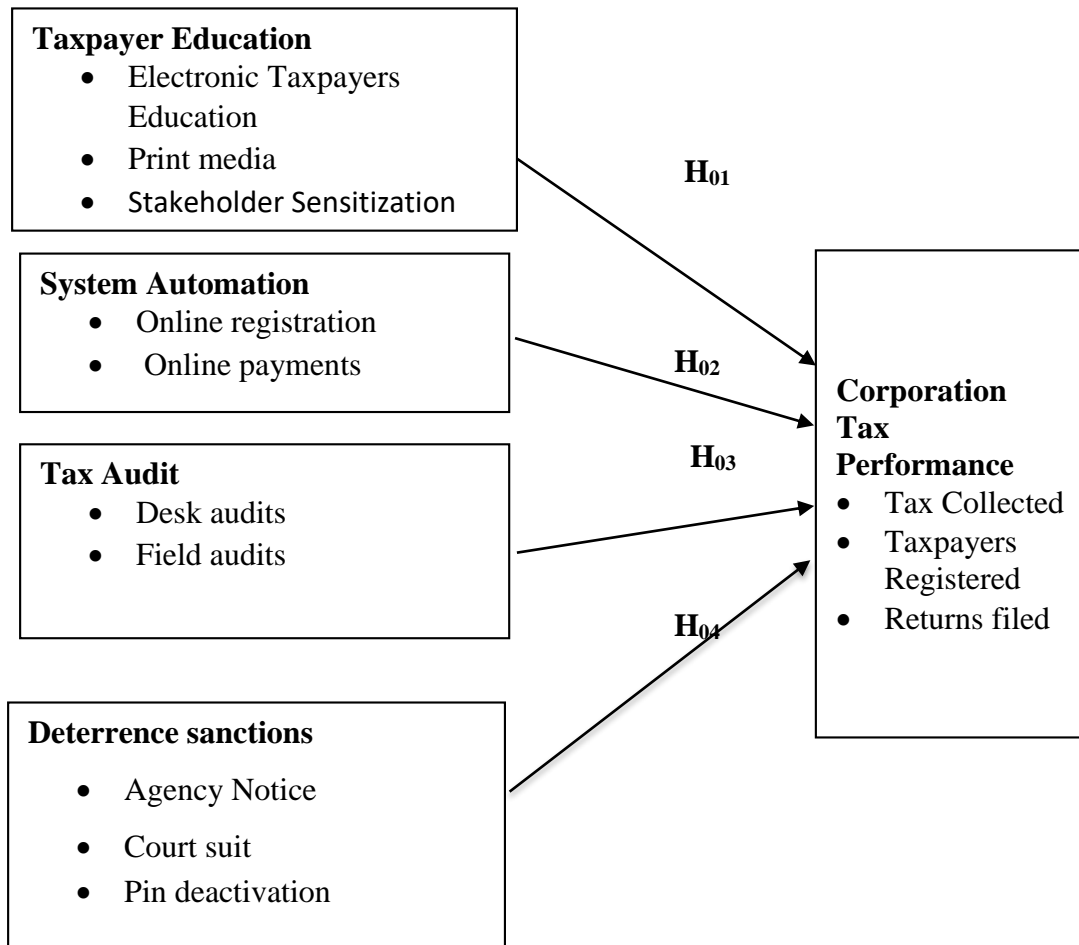 Taxpayer Education
• Electronic Taxpayers
Education
• Print media
• Stakeholder Sensitization
H01
System Automation
• Online registration
• Online payments
H02
Tax Audit
• Desk audits
• Field audits
H03
Deterrence sanctions
• Agency Notice
• Court suit
• Pin deactivation
H04
Corporation
Tax
Performance
• Tax Collected
• Taxpayers
Registered
• Returns filed